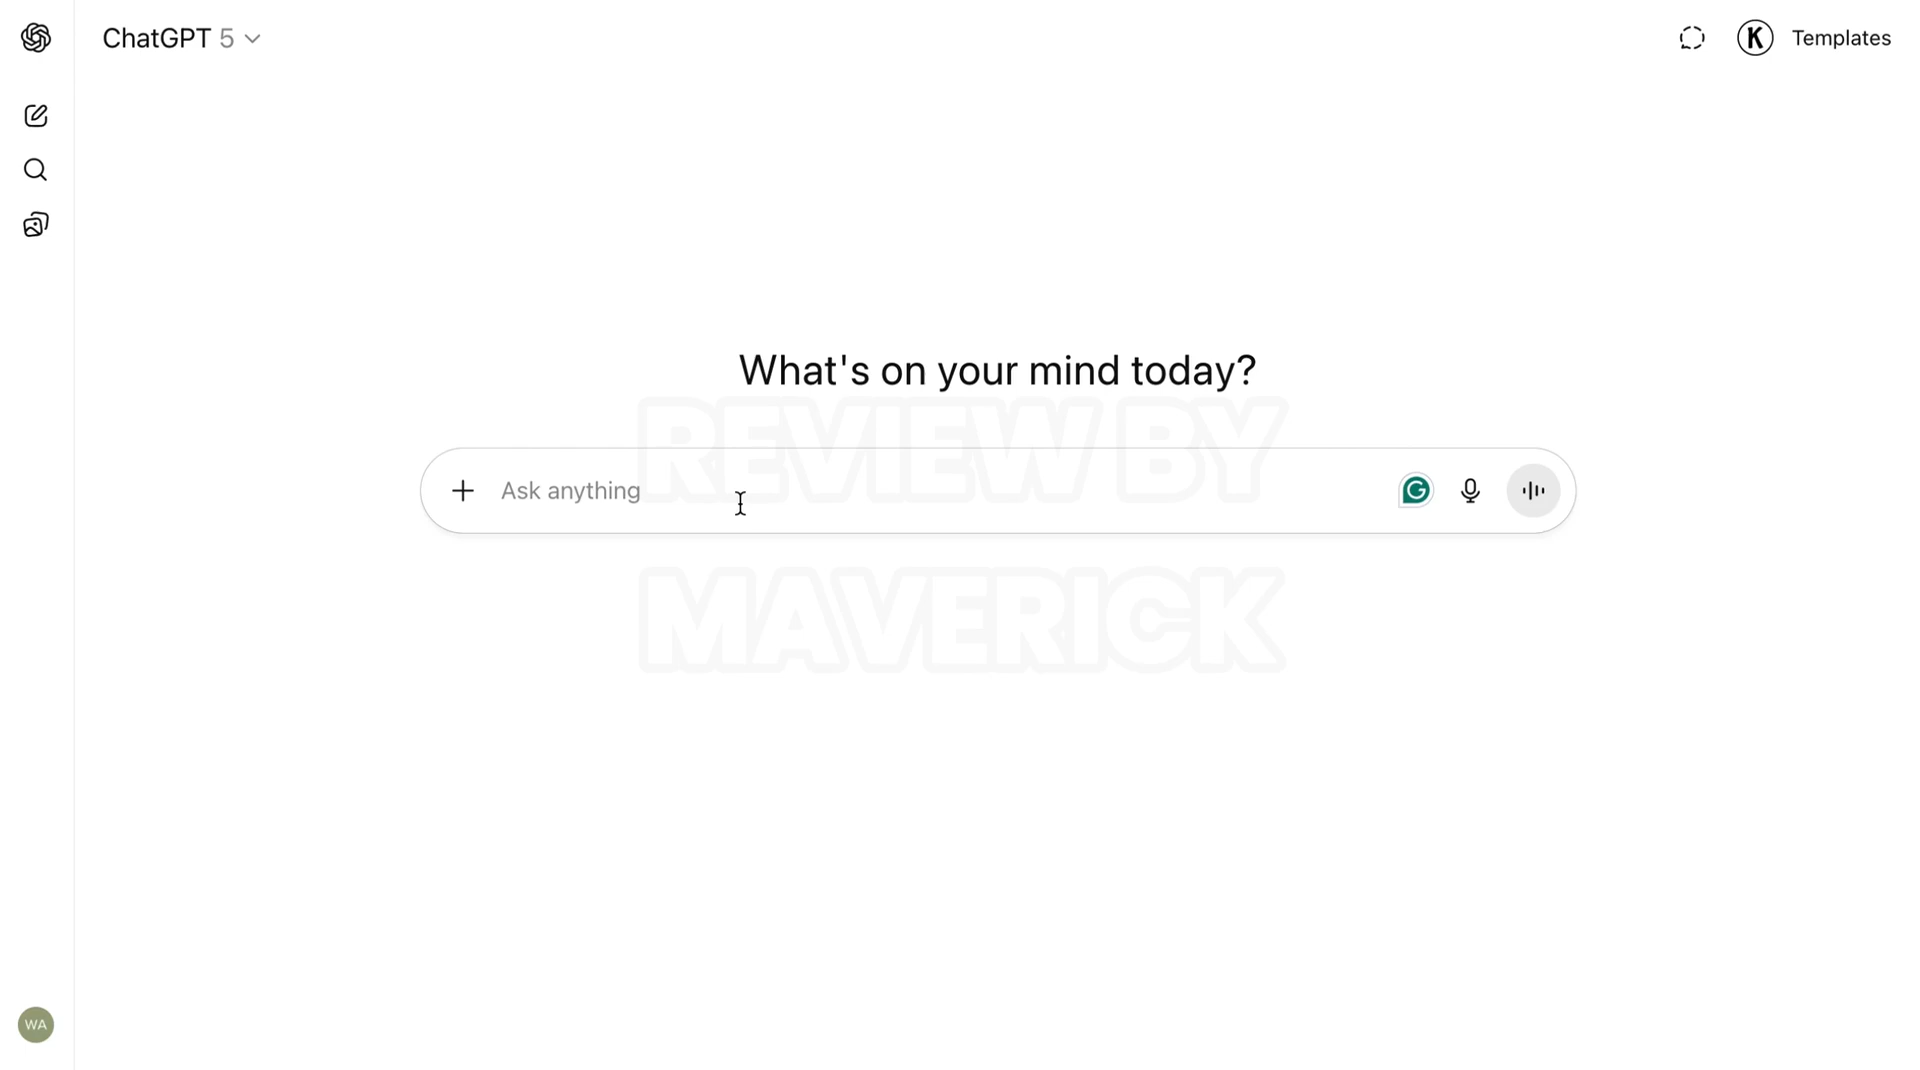 ChatGPT 5
K Templates
What's on your mind today?
REVIEW BY
Ask anything
MAVERICK
WA